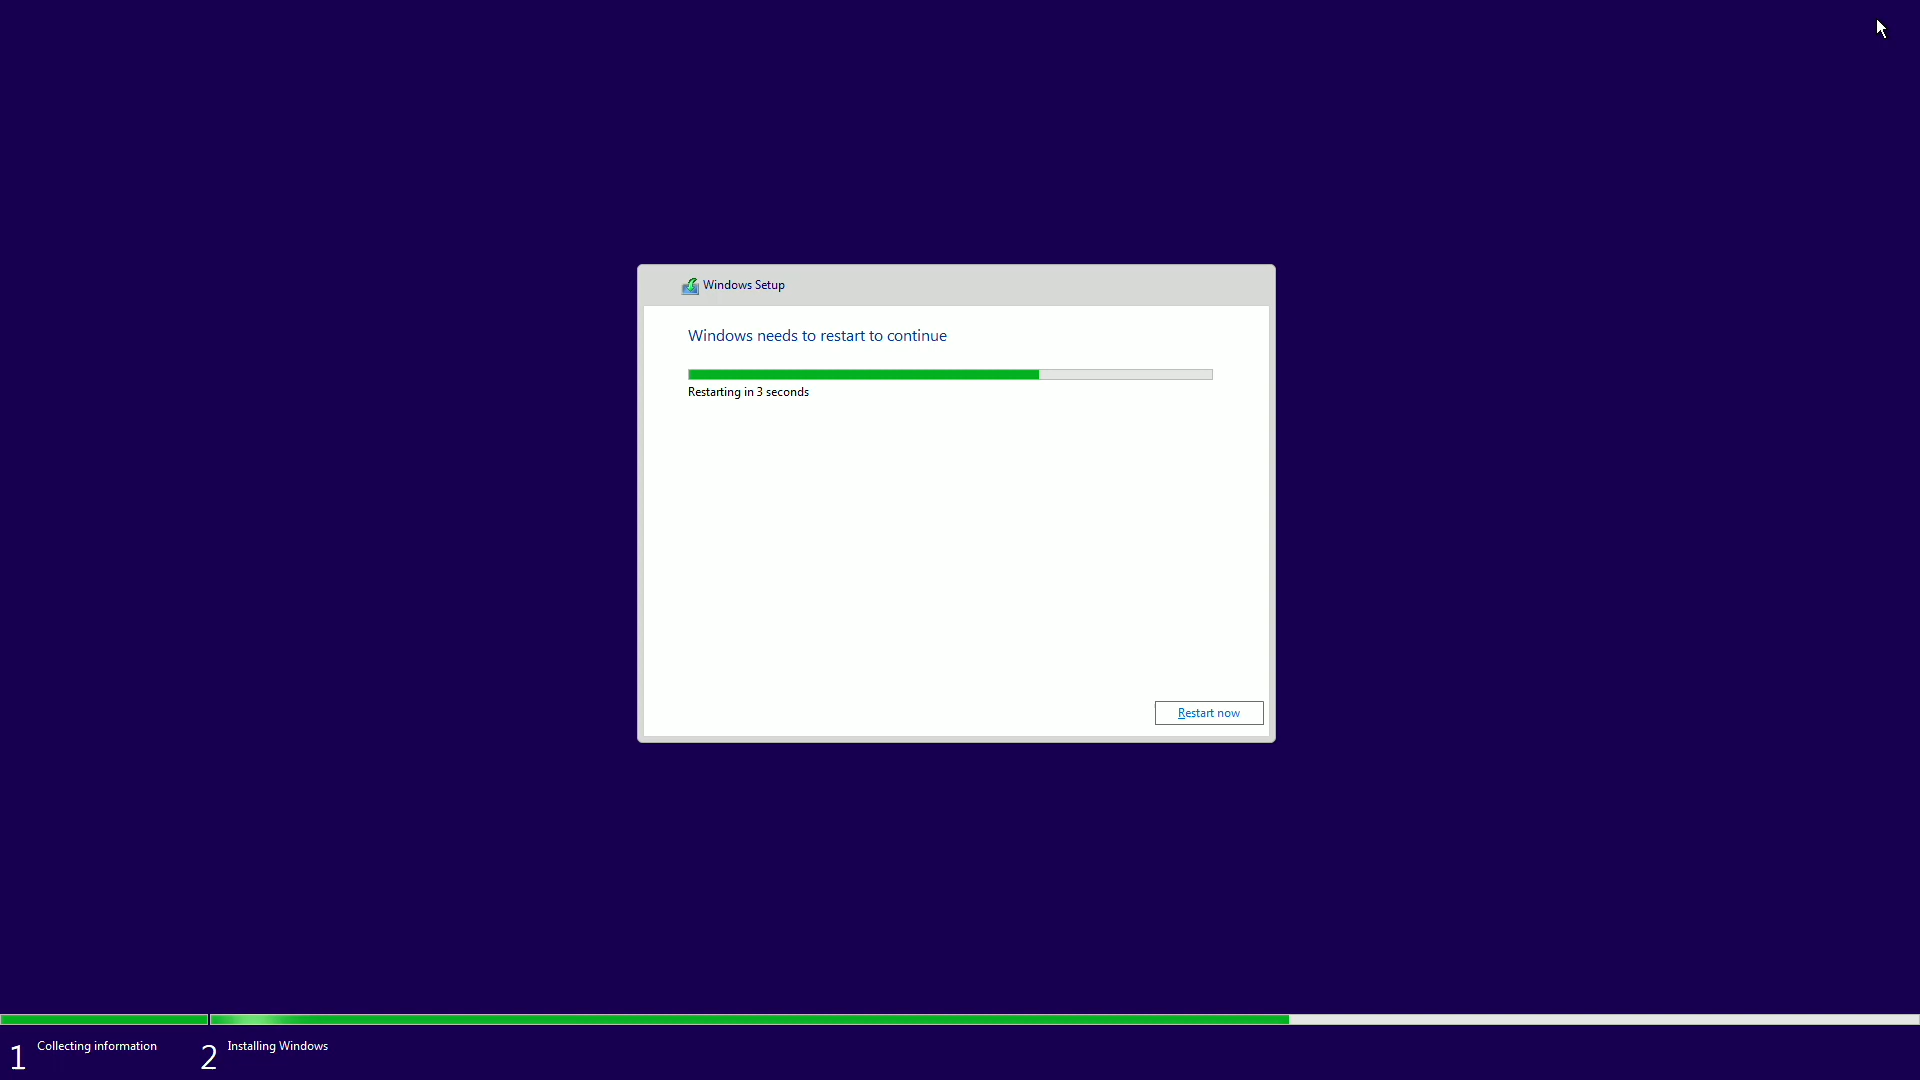 Windows Setup
Windows needs to restart to continue
Restarting in 3 seconds
Restart now
1 Collecting information
2 Installing Windows